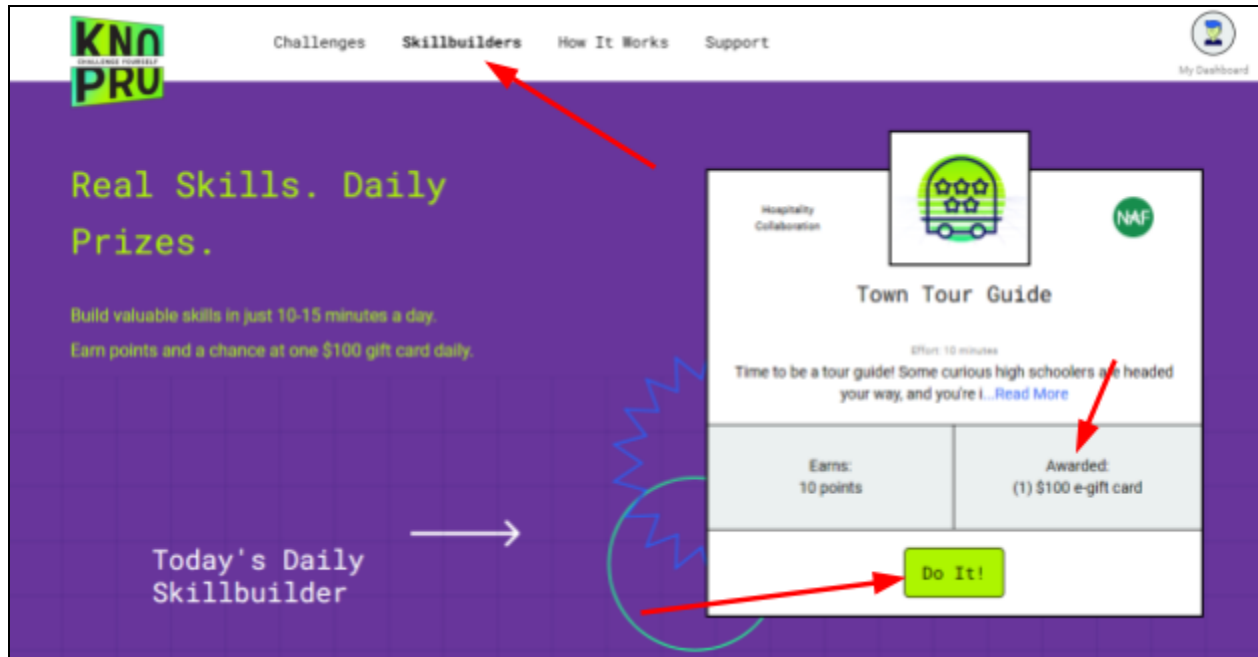 KNO
CHALLENGE YOURSELF
PRO
Challenges Skillbuilders How It Works Support
My Dashboard
Real Skills. Daily
Prizes.
Build valuable skills in just 10-15 minutes a day.
Earn points and a chance at one $100 gift card daily.
Today's Daily
Skillbuilder
Hospitality
Collaboration
NAF
Town Tour Guide
Effort: 10 minutes
Time to be a tour guide! Some curious high schoolers are headed
your way, and you're i...Read More
Earns:
10 points
Awarded:
(1) $100 e-gift card
Do It!